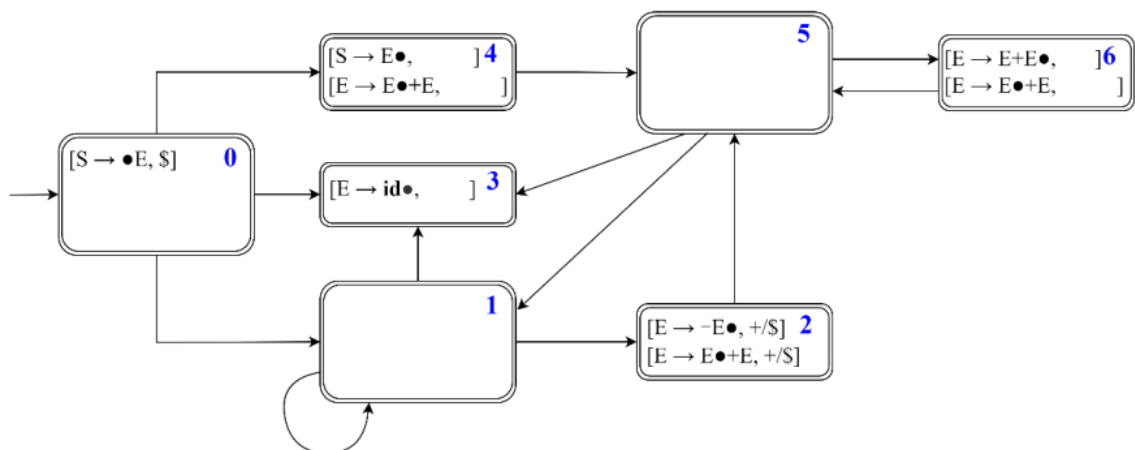 [S → E●, ] 4
[E → E●+E, ]
5
[E → E+E●, ] 6
[E → E●+E, ]
[S → ●E, $] 0
[E → id●, ] 3
1
[E → −E●, +/$] 2
[E → E●+E, +/$]